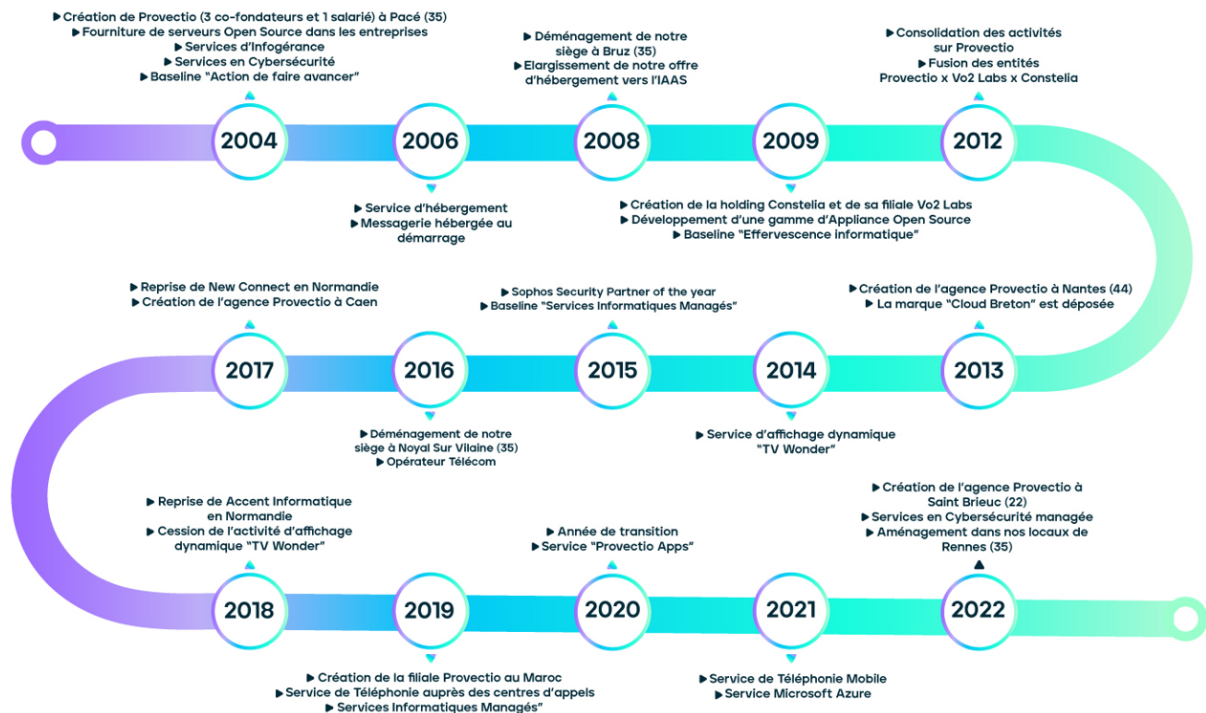 ▶ Création de Provectio (3 co-fondateurs et 1 salarié) à Pacé (35)
▶ Fourniture de serveurs Open Source dans les entreprises
▶ Services d'Infogérance
▶ Services en Cybersécurité
▶ Baseline "Action de faire avancer"
2004
2006
▶ Service d'hébergement
▶ Messagerie hébergée au
démarrage
▶ Déménagement de notre
siège à Bruz (35)
▶ Elargissement de notre offre
d'hébergement vers l'IAAS
2008
2009
▶ Création de la holding Constelia et de sa filiale Vo2 Labs
▶ Développement d'une gamme d'Appliance Open Source
▶ Baseline "Effervescence informatique"
▶ Consolidation des activités
sur Provectio
▶ Fusion des entités
Provectio x Vo2 Labs x Constelia
2012
▶ Création de l'agence Provectio à Nantes (44)
▶ La marque "Cloud Breton" est déposée
2013
2014
▶ Service d'affichage dynamique
"TV Wonder"
▶ Sophos Security Partner of the year
▶ Baseline "Services Informatiques Managés"
2015
2016
▶ Déménagement de notre
siège à Noyal Sur Vilaine (35)
▶ Opérateur Télécom
▶ Reprise de New Connect en Normandie
▶ Création de l'agence Provectio à Caen
2017
▶ Reprise de Accent Informatique
en Normandie
▶ Cession de l'activité d'affichage
dynamique "TV Wonder"
2018
2019
▶ Création de la filiale Provectio au Maroc
▶ Service de Téléphonie auprès des centres d'appels
▶ Services Informatiques Managés"
▶ Année de transition
▶ Service "Provectio Apps"
2020
2021
▶ Service de Téléphonie Mobile
▶ Service Microsoft Azure
▶ Création de l'agence Provectio à
Saint Brieuc (22)
▶ Services en Cybersécurité managée
▶ Aménagement dans nos locaux de
Rennes (35)
2022